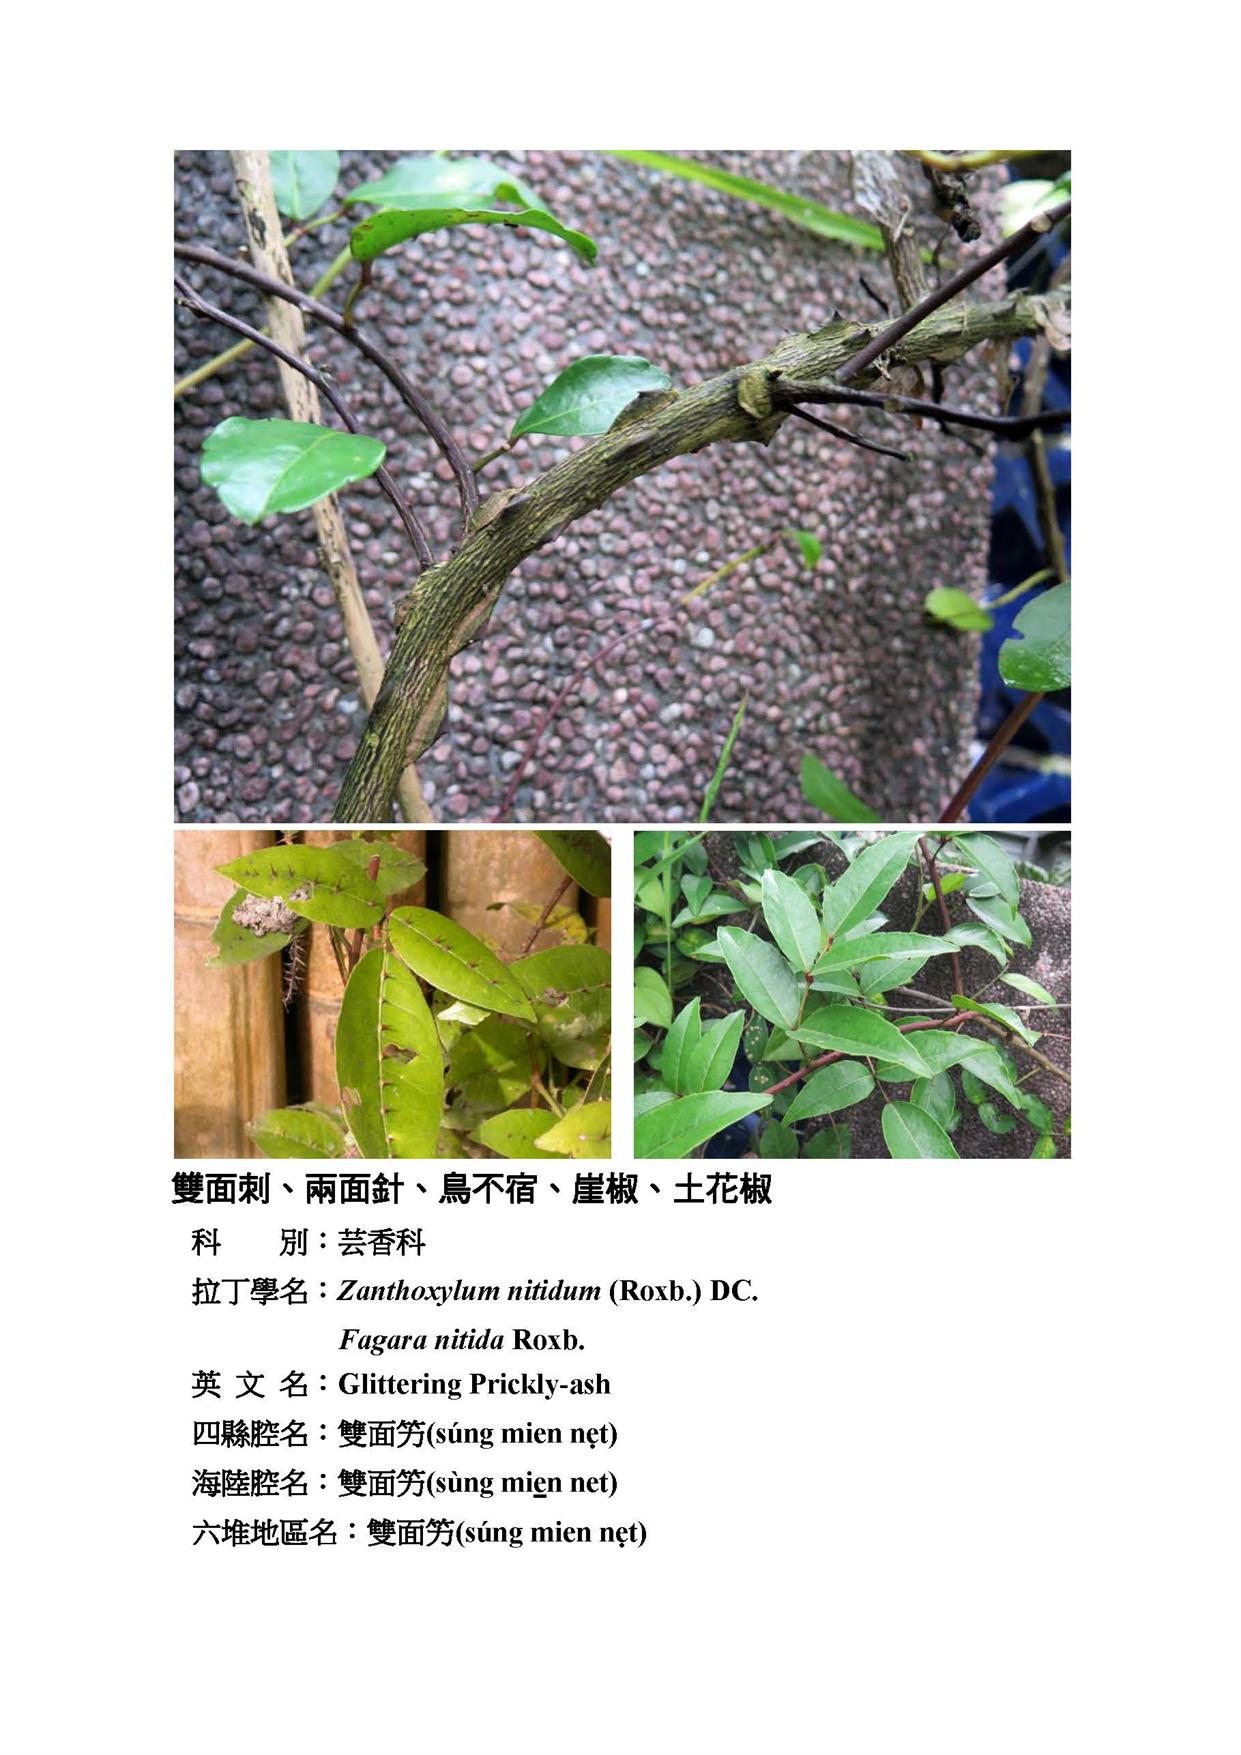 雙面刺、兩面針、鳥不宿、崖椒、土花椒
科　　別：芸香科
拉丁學名：Zanthoxylum nitidum (Roxb.) DC.
Fagara nitida Roxb.
英 文 名：Glittering Prickly-ash
四縣腔名：雙面竻(súng mien nẹt)
海陸腔名：雙面竻(sùng mien net)
六堆地區名：雙面竻(súng mien nẹt)